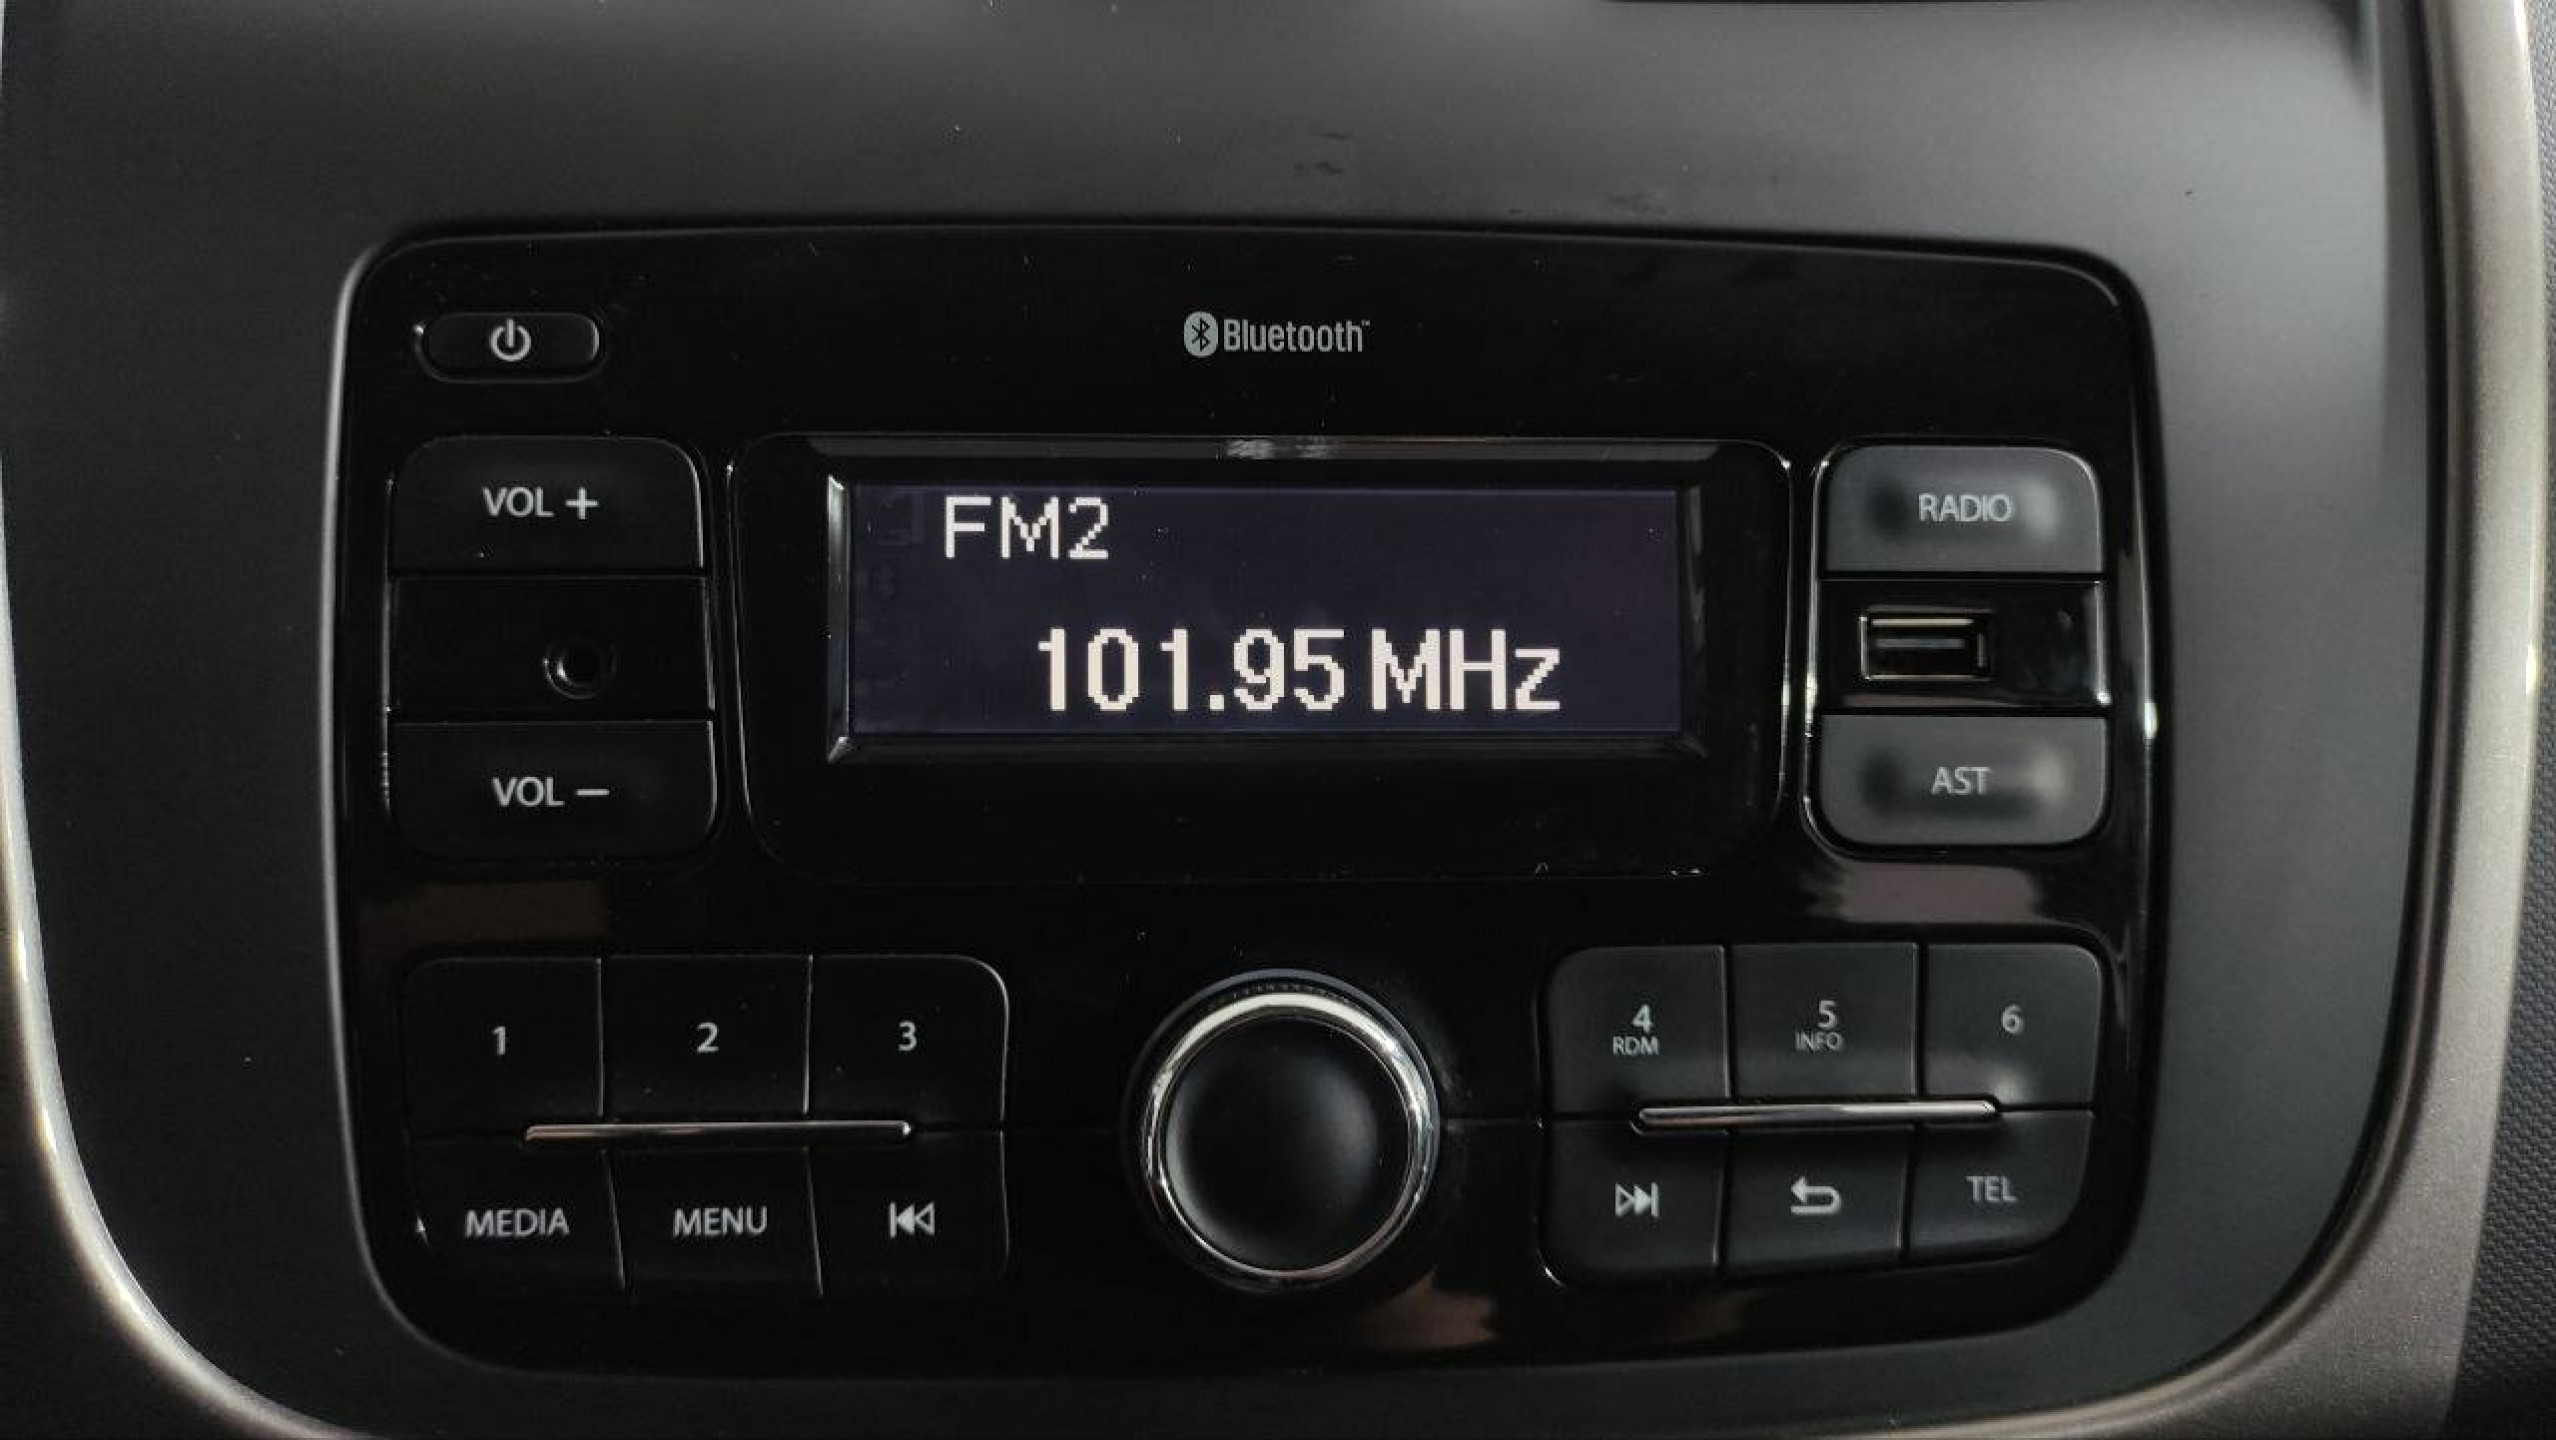 Bluetooth™
VOL +
FM2
RADIO
101.95 MHz
VOL −
AST
1 2 3
4 5 6
RDM INFO
MEDIA MENU
TEL